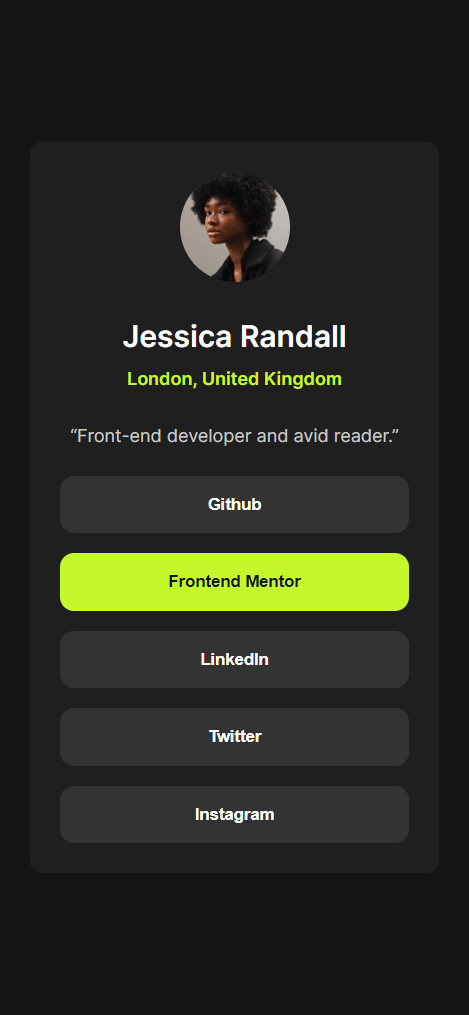 Jessica Randall
London, United Kingdom
“Front-end developer and avid reader.”
Github
Frontend Mentor
LinkedIn
Twitter
Instagram